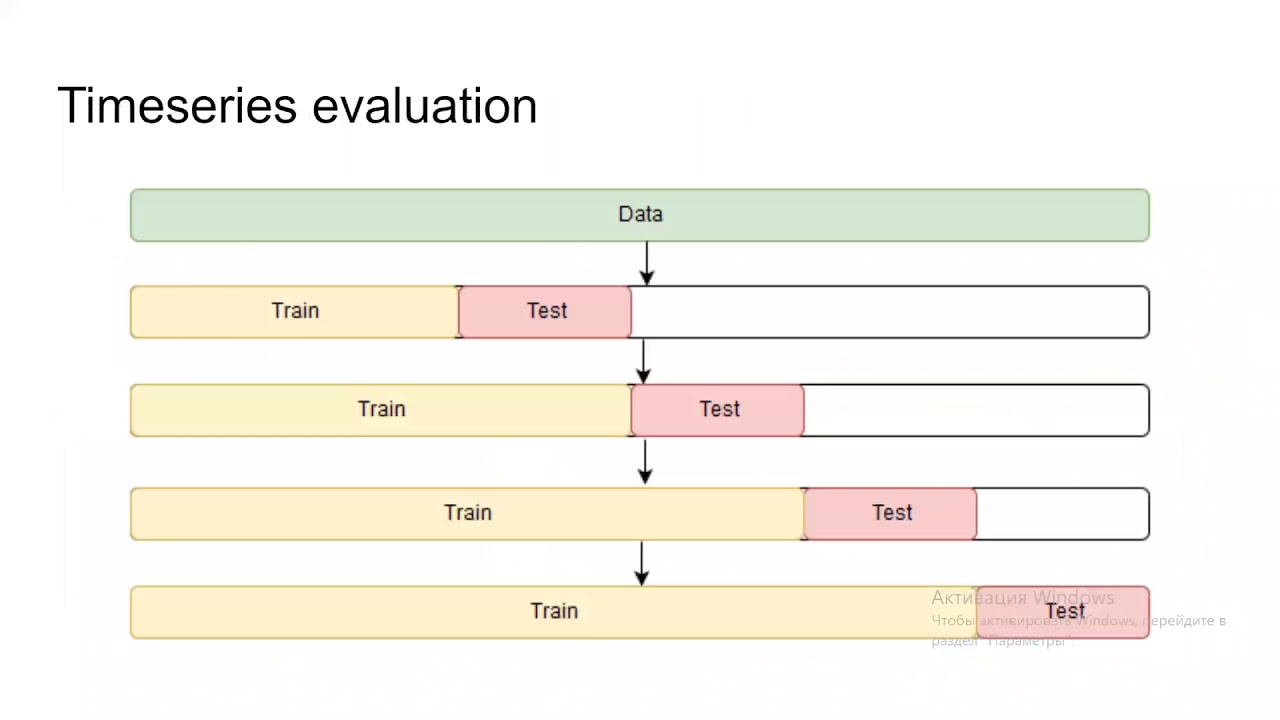 Timeseries evaluation
Data
Train Test
Train Test
Train Test
Train Test
Активация Windows
Чтобы активировать Windows, перейдите в
раздел "Параметры".